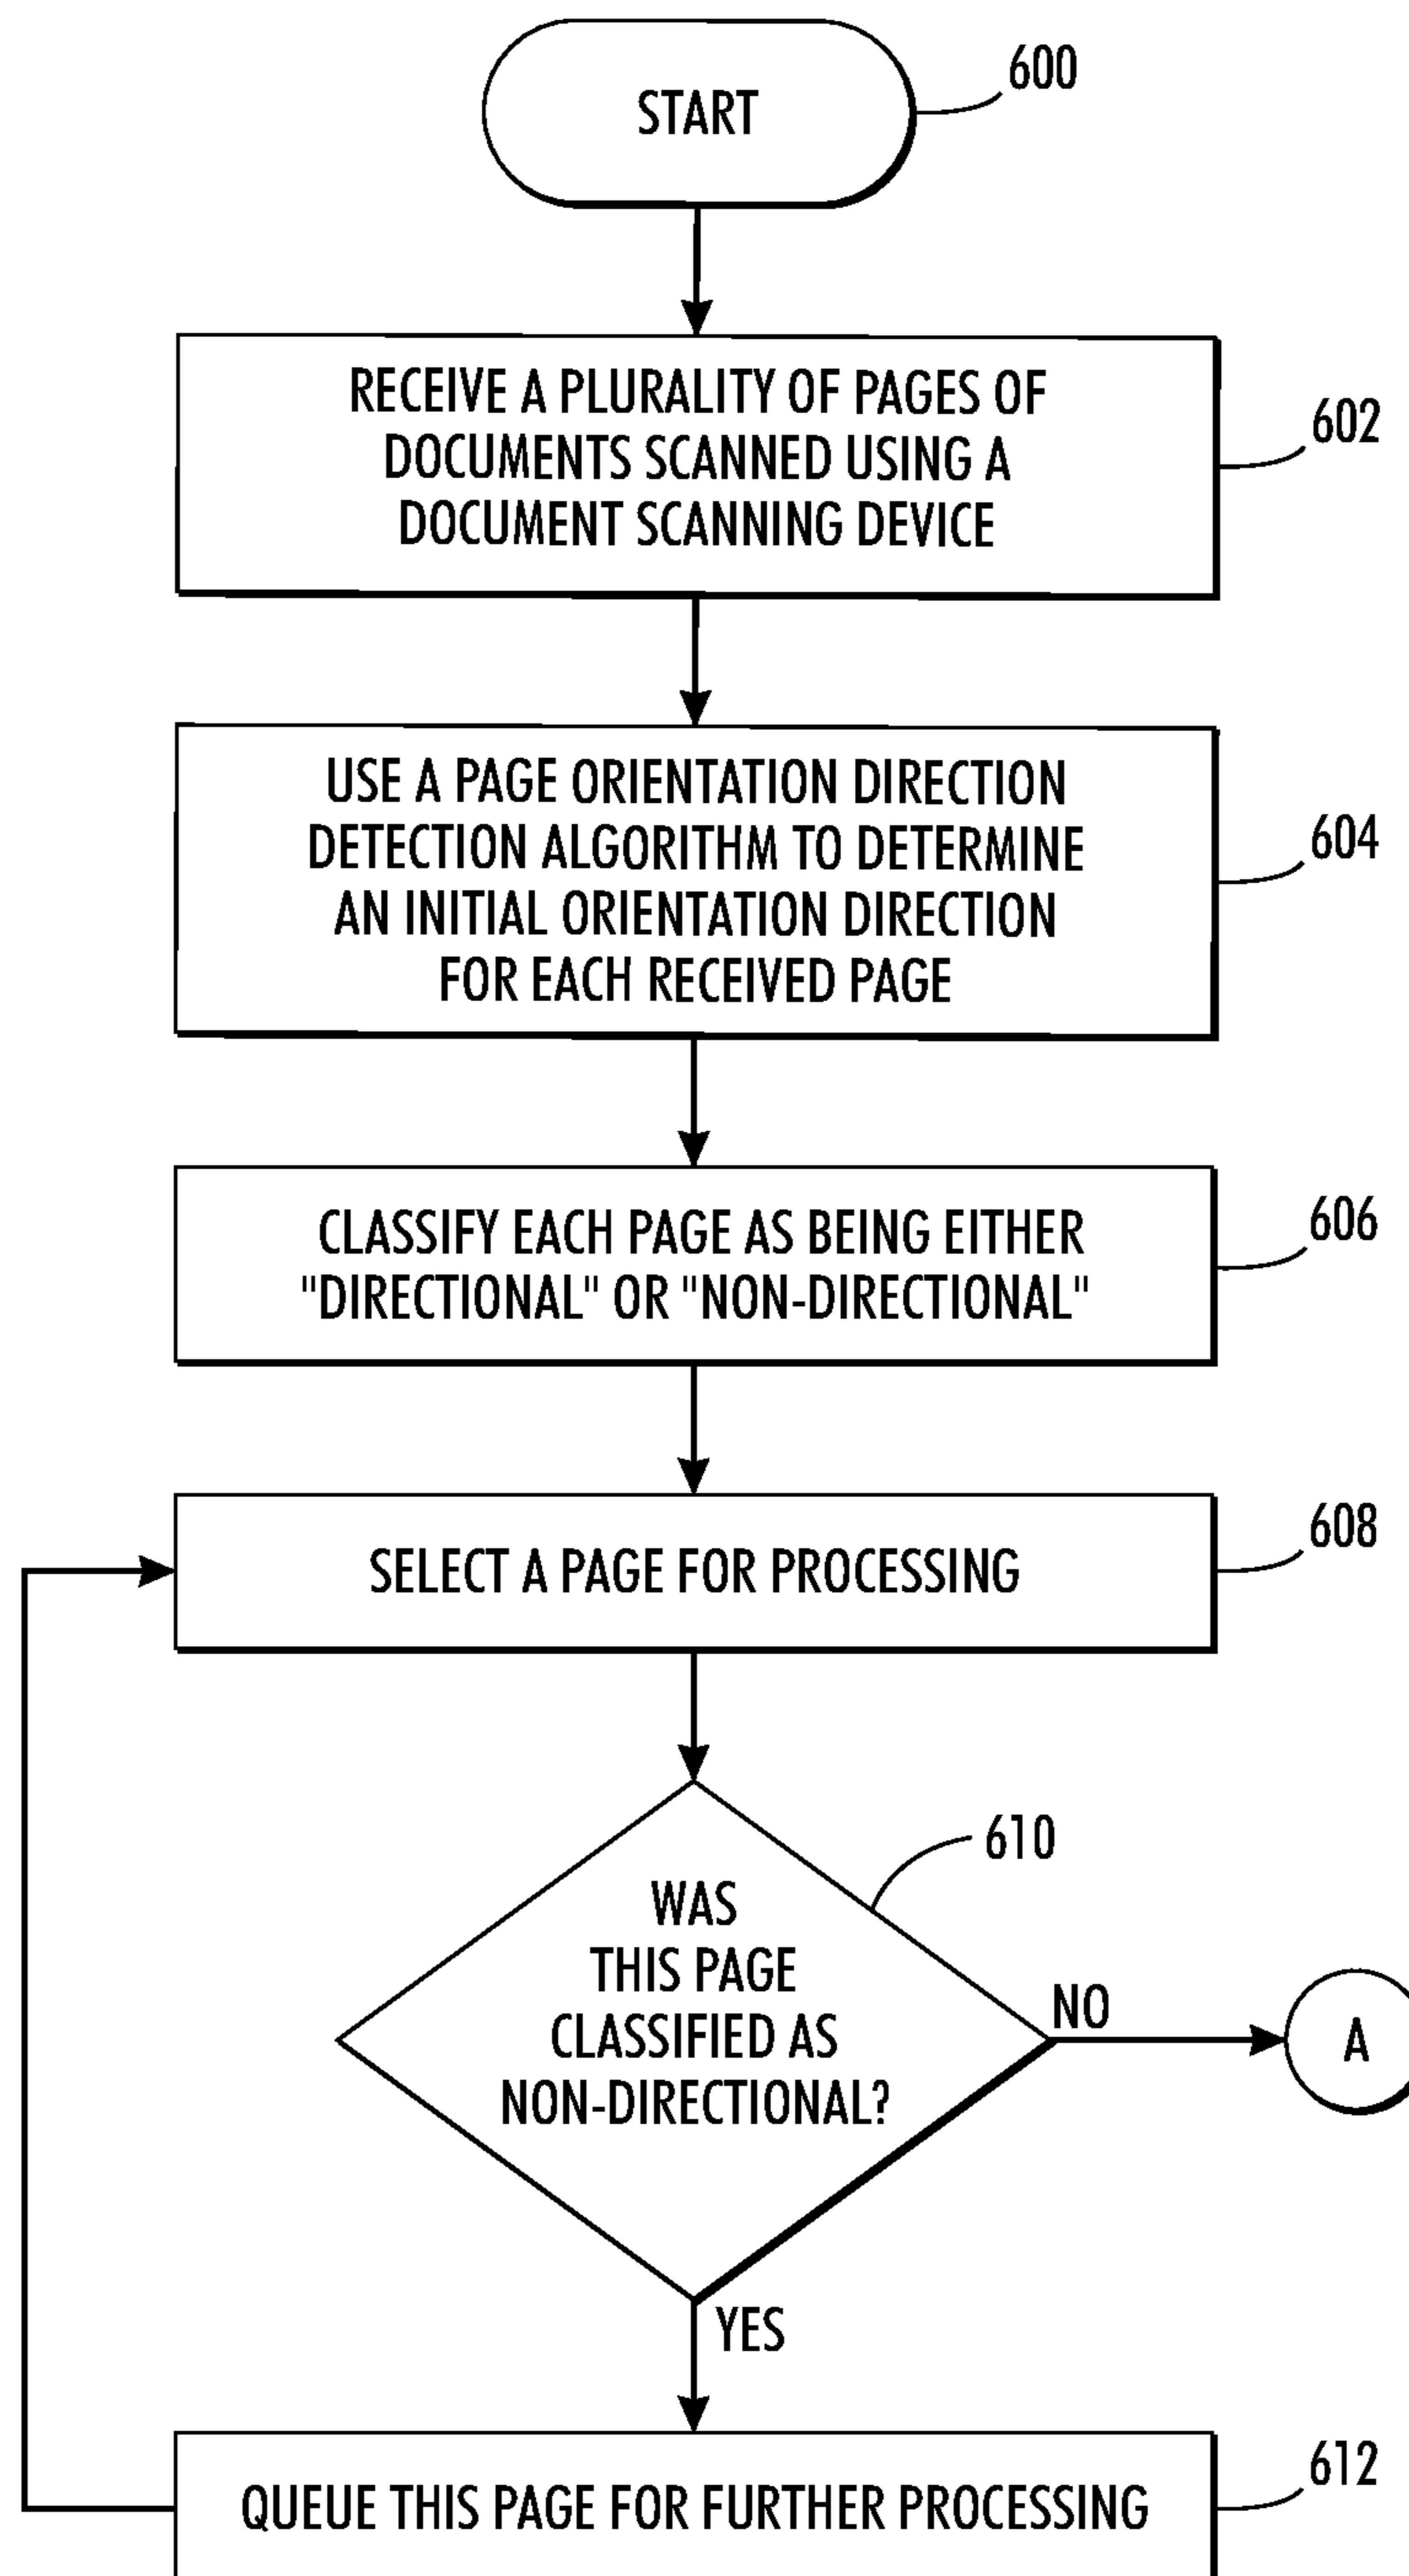 START
600
RECEIVE A PLURALITY OF PAGES OF
DOCUMENTS SCANNED USING A
DOCUMENT SCANNING DEVICE
602
USE A PAGE ORIENTATION DIRECTION
DETECTION ALGORITHM TO DETERMINE
AN INITIAL ORIENTATION DIRECTION
FOR EACH RECEIVED PAGE
604
CLASSIFY EACH PAGE AS BEING EITHER
"DIRECTIONAL" OR "NON-DIRECTIONAL"
606
SELECT A PAGE FOR PROCESSING
608
WAS
THIS PAGE
CLASSIFIED AS
NON-DIRECTIONAL?
610
NO
A
YES
QUEUE THIS PAGE FOR FURTHER PROCESSING
612